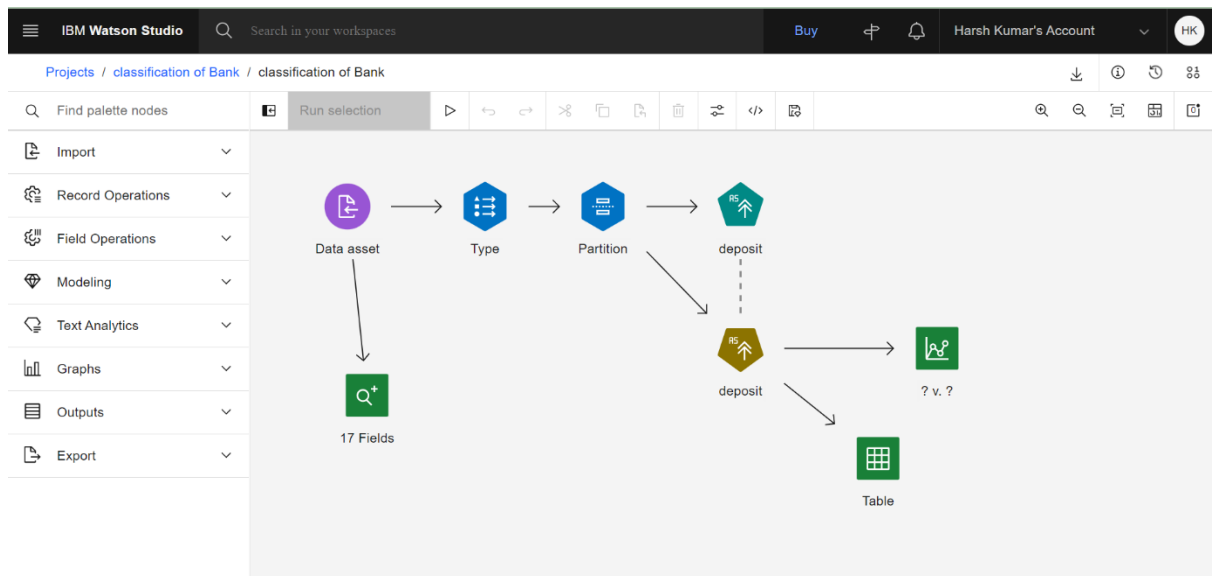 IBM Watson Studio
Search in your workspaces
Buy
Harsh Kumar's Account
HK
Projects / classification of Bank / classification of Bank
Find palette nodes
Run selection
Import
Record Operations
Field Operations
Modeling
Text Analytics
Graphs
Outputs
Export
Data asset
Type
Partition
AS
deposit
AS
deposit
? v. ?
17 Fields
Table